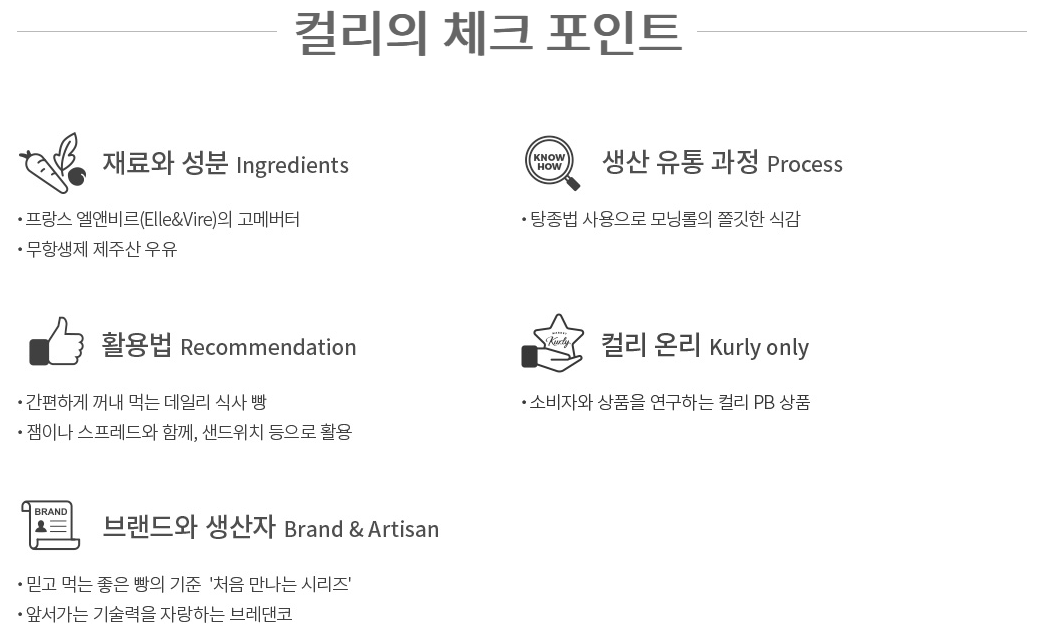 컬리의 체크 포인트
재료와 성분 Ingredients
• 프랑스 엘앤비르(Elle&Vire)의 고메버터
• 무항생제 제주산 우유
KNOW
HOW
생산 유통 과정 Process
• 탕종법 사용으로 모닝롤의 쫄깃한 식감
활용법 Recommendation
• 간편하게 꺼내 먹는 데일리 식사 빵
• 잼이나 스프레드와 함께, 샌드위치 등으로 활용
MARKET
Kurly
컬리 온리 Kurly only
• 소비자와 상품을 연구하는 컬리 PB 상품
BRAND
브랜드와 생산자 Brand & Artisan
• 믿고 먹는 좋은 빵의 기준 '처음 만나는 시리즈'
• 앞서가는 기술력을 자랑하는 브레댄코